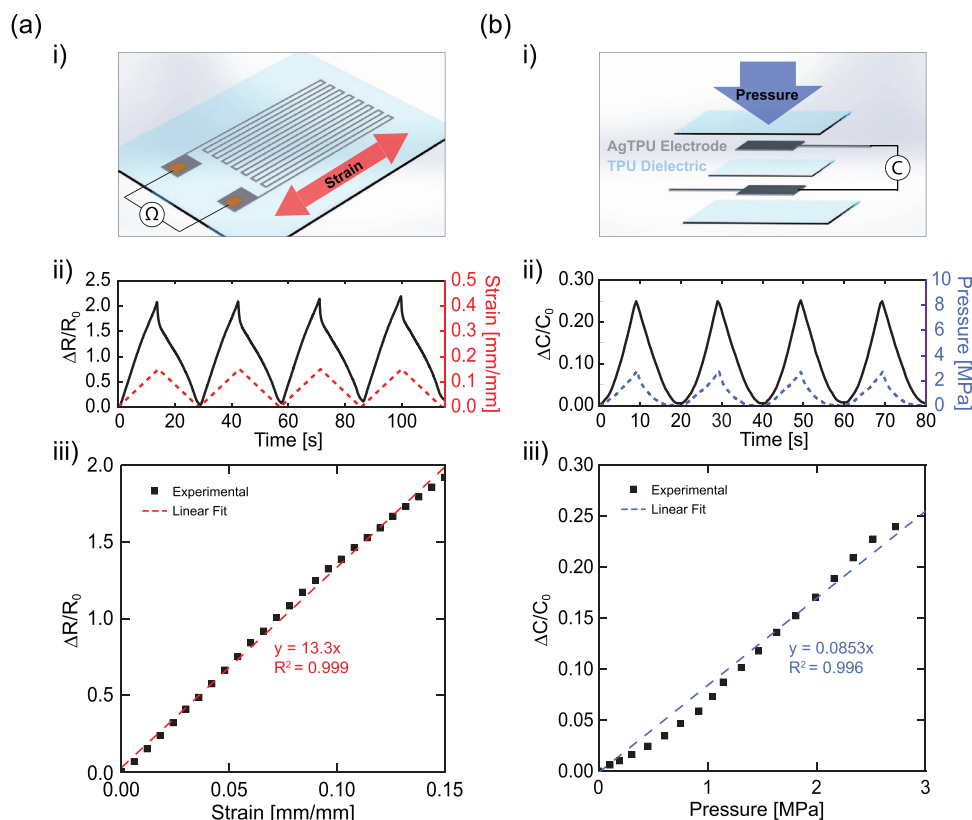 (a)
i)
Strain
Ω
(b)
i)
Pressure
AgTPU Electrode
TPU Dielectric
C
ii)
2.5
2.0
1.5
1.0
0.5
0.0
ΔR/R₀
0.5
0.4
0.3
0.2
0.1
0.0
Strain [mm/mm]
0 20 40 60 80 100
Time [s]
ii)
0.30
0.25
0.20
0.15
0.10
0.05
0.00
ΔC/C₀
10
8
6
4
2
0
Pressure [MPa]
0 10 20 30 40 50 60 70 80
Time [s]
iii)
2.0
1.5
1.0
0.5
0.0
ΔR/R₀
Experimental
Linear Fit
y = 13.3x
R² = 0.999
0.00 0.05 0.10 0.15
Strain [mm/mm]
iii)
0.30
0.25
0.20
0.15
0.10
0.05
0.00
ΔC/C₀
Experimental
Linear Fit
y = 0.0853x
R² = 0.996
0 1 2 3
Pressure [MPa]